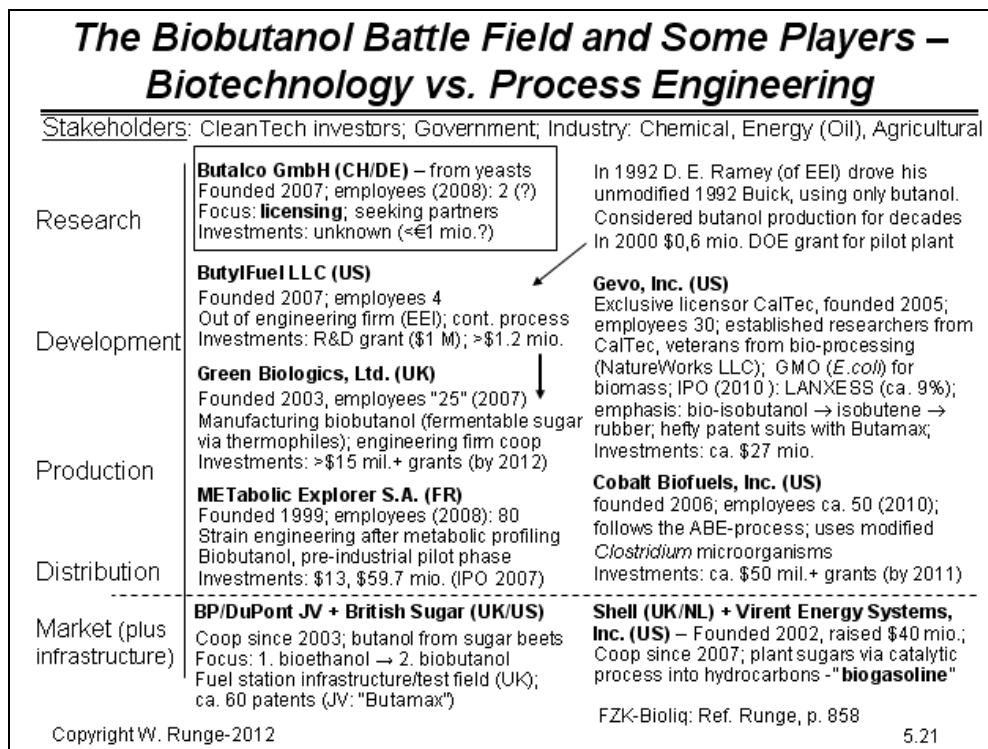 The Biobutanol Battle Field and Some Players –
Biotechnology vs. Process Engineering
Stakeholders: CleanTech investors; Government; Industry: Chemical, Energy (Oil), Agricultural
Research
Development
Production
Distribution
Market (plus
infrastructure)
Butalco GmbH (CH/DE) – from yeasts
Founded 2007; employees (2008): 2 (?)
Focus: licensing; seeking partners
Investments: unknown (<€1 mio.?)
ButylFuel LLC (US)
Founded 2007; employees 4
Out of engineering firm (EEI); cont. process
Investments: R&D grant ($1 M); >$1.2 mio.
Green Biologics, Ltd. (UK)
Founded 2003, employees "25" (2007)
Manufacturing biobutanol (fermentable sugar
via thermophiles); engineering firm coop
Investments: >$15 mil.+ grants (by 2012)
METabolic Explorer S.A. (FR)
Founded 1999; employees (2008): 80
Strain engineering after metabolic profiling
Biobutanol, pre-industrial pilot phase
Investments: $13, $59.7 mio. (IPO 2007)
BP/DuPont JV + British Sugar (UK/US)
Coop since 2003; butanol from sugar beets
Focus: 1. bioethanol → 2. biobutanol
Fuel station infrastructure/test field (UK);
ca. 60 patents (JV: "Butamax")
In 1992 D. E. Ramey (of EEI) drove his
unmodified 1992 Buick, using only butanol.
Considered butanol production for decades
In 2000 $0,6 mio. DOE grant for pilot plant
Gevo, Inc. (US)
Exclusive licensor CalTec, founded 2005;
employees 30; established researchers from
CalTec, veterans from bio-processing
(NatureWorks LLC); GMO (E.coli) for
biomass; IPO (2010 ): LANXESS (ca. 9%);
emphasis: bio-isobutanol → isobutene →
rubber; hefty patent suits with Butamax;
Investments: ca. $27 mio.
Cobalt Biofuels, Inc. (US)
founded 2006; employees ca. 50 (2010);
follows the ABE-process; uses modified
Clostridium microorganisms
Investments: ca. $50 mil.+ grants (by 2011)
Shell (UK/NL) + Virent Energy Systems,
Inc. (US) – Founded 2002, raised $40 mio.;
Coop since 2007; plant sugars via catalytic
process into hydrocarbons -"biogasoline"
FZK-Bioliq: Ref. Runge, p. 858
Copyright W. Runge-2012
5.21